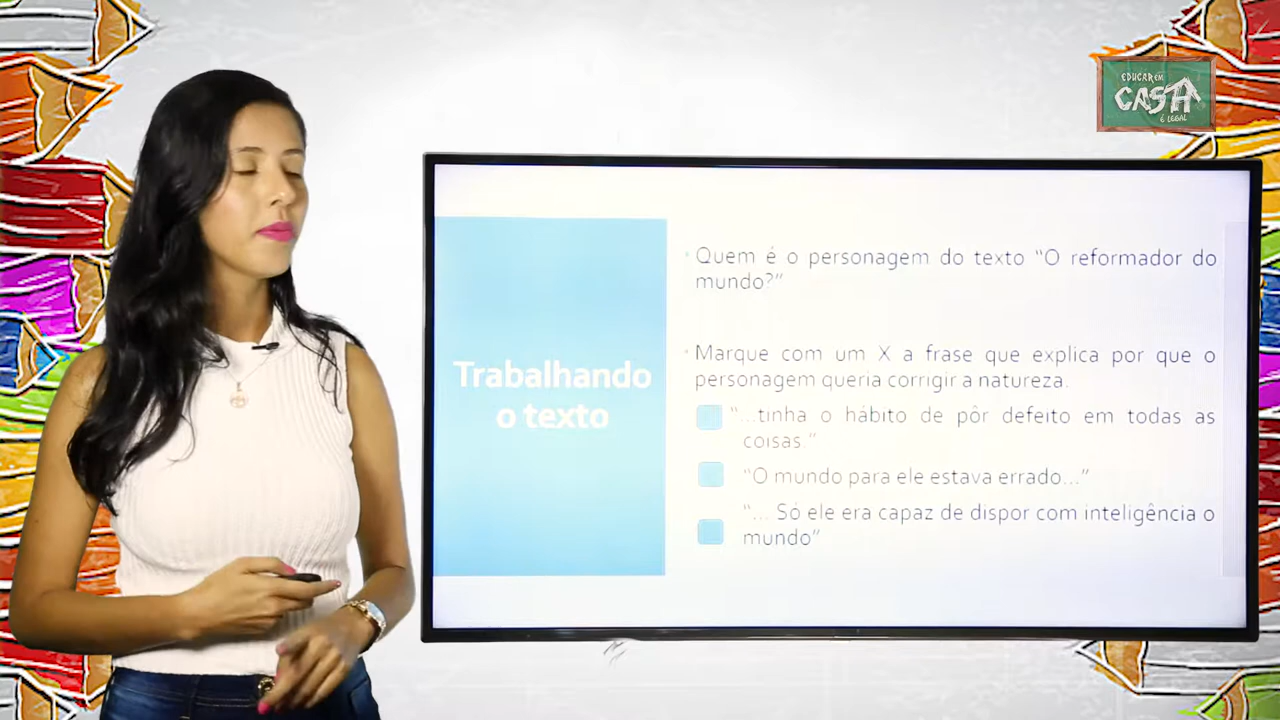 EDUCAR EM
CASA
É LEGAL
Quem é o personagem do texto “O reformador do
mundo?”
Trabalhando
o texto
Marque com um X a frase que explica por que o
personagem queria corrigir a natureza.
“...tinha o hábito de pôr defeito em todas as
coisas.”
“O mundo para ele estava errado...”
“... Só ele era capaz de dispor com inteligência o
mundo”